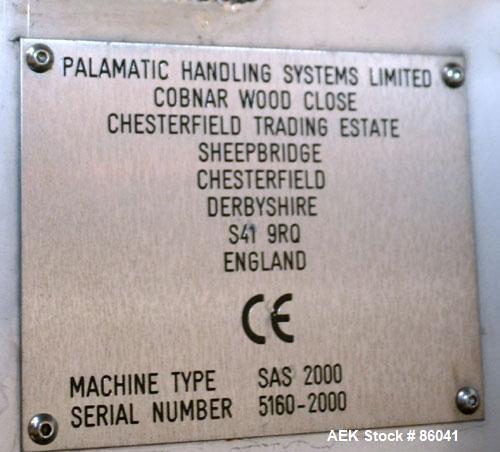 PALAMATIC HANDLING SYSTEMS LIMITED
COBNAR WOOD CLOSE
CHESTERFIELD TRADING ESTATE
SHEEPBRIDGE
CHESTERFIELD
DERBYSHIRE
S41 9RQ
ENGLAND
CE
MACHINE TYPE SAS 2000
SERIAL NUMBER 5160-2000
AEK Stock # 86041